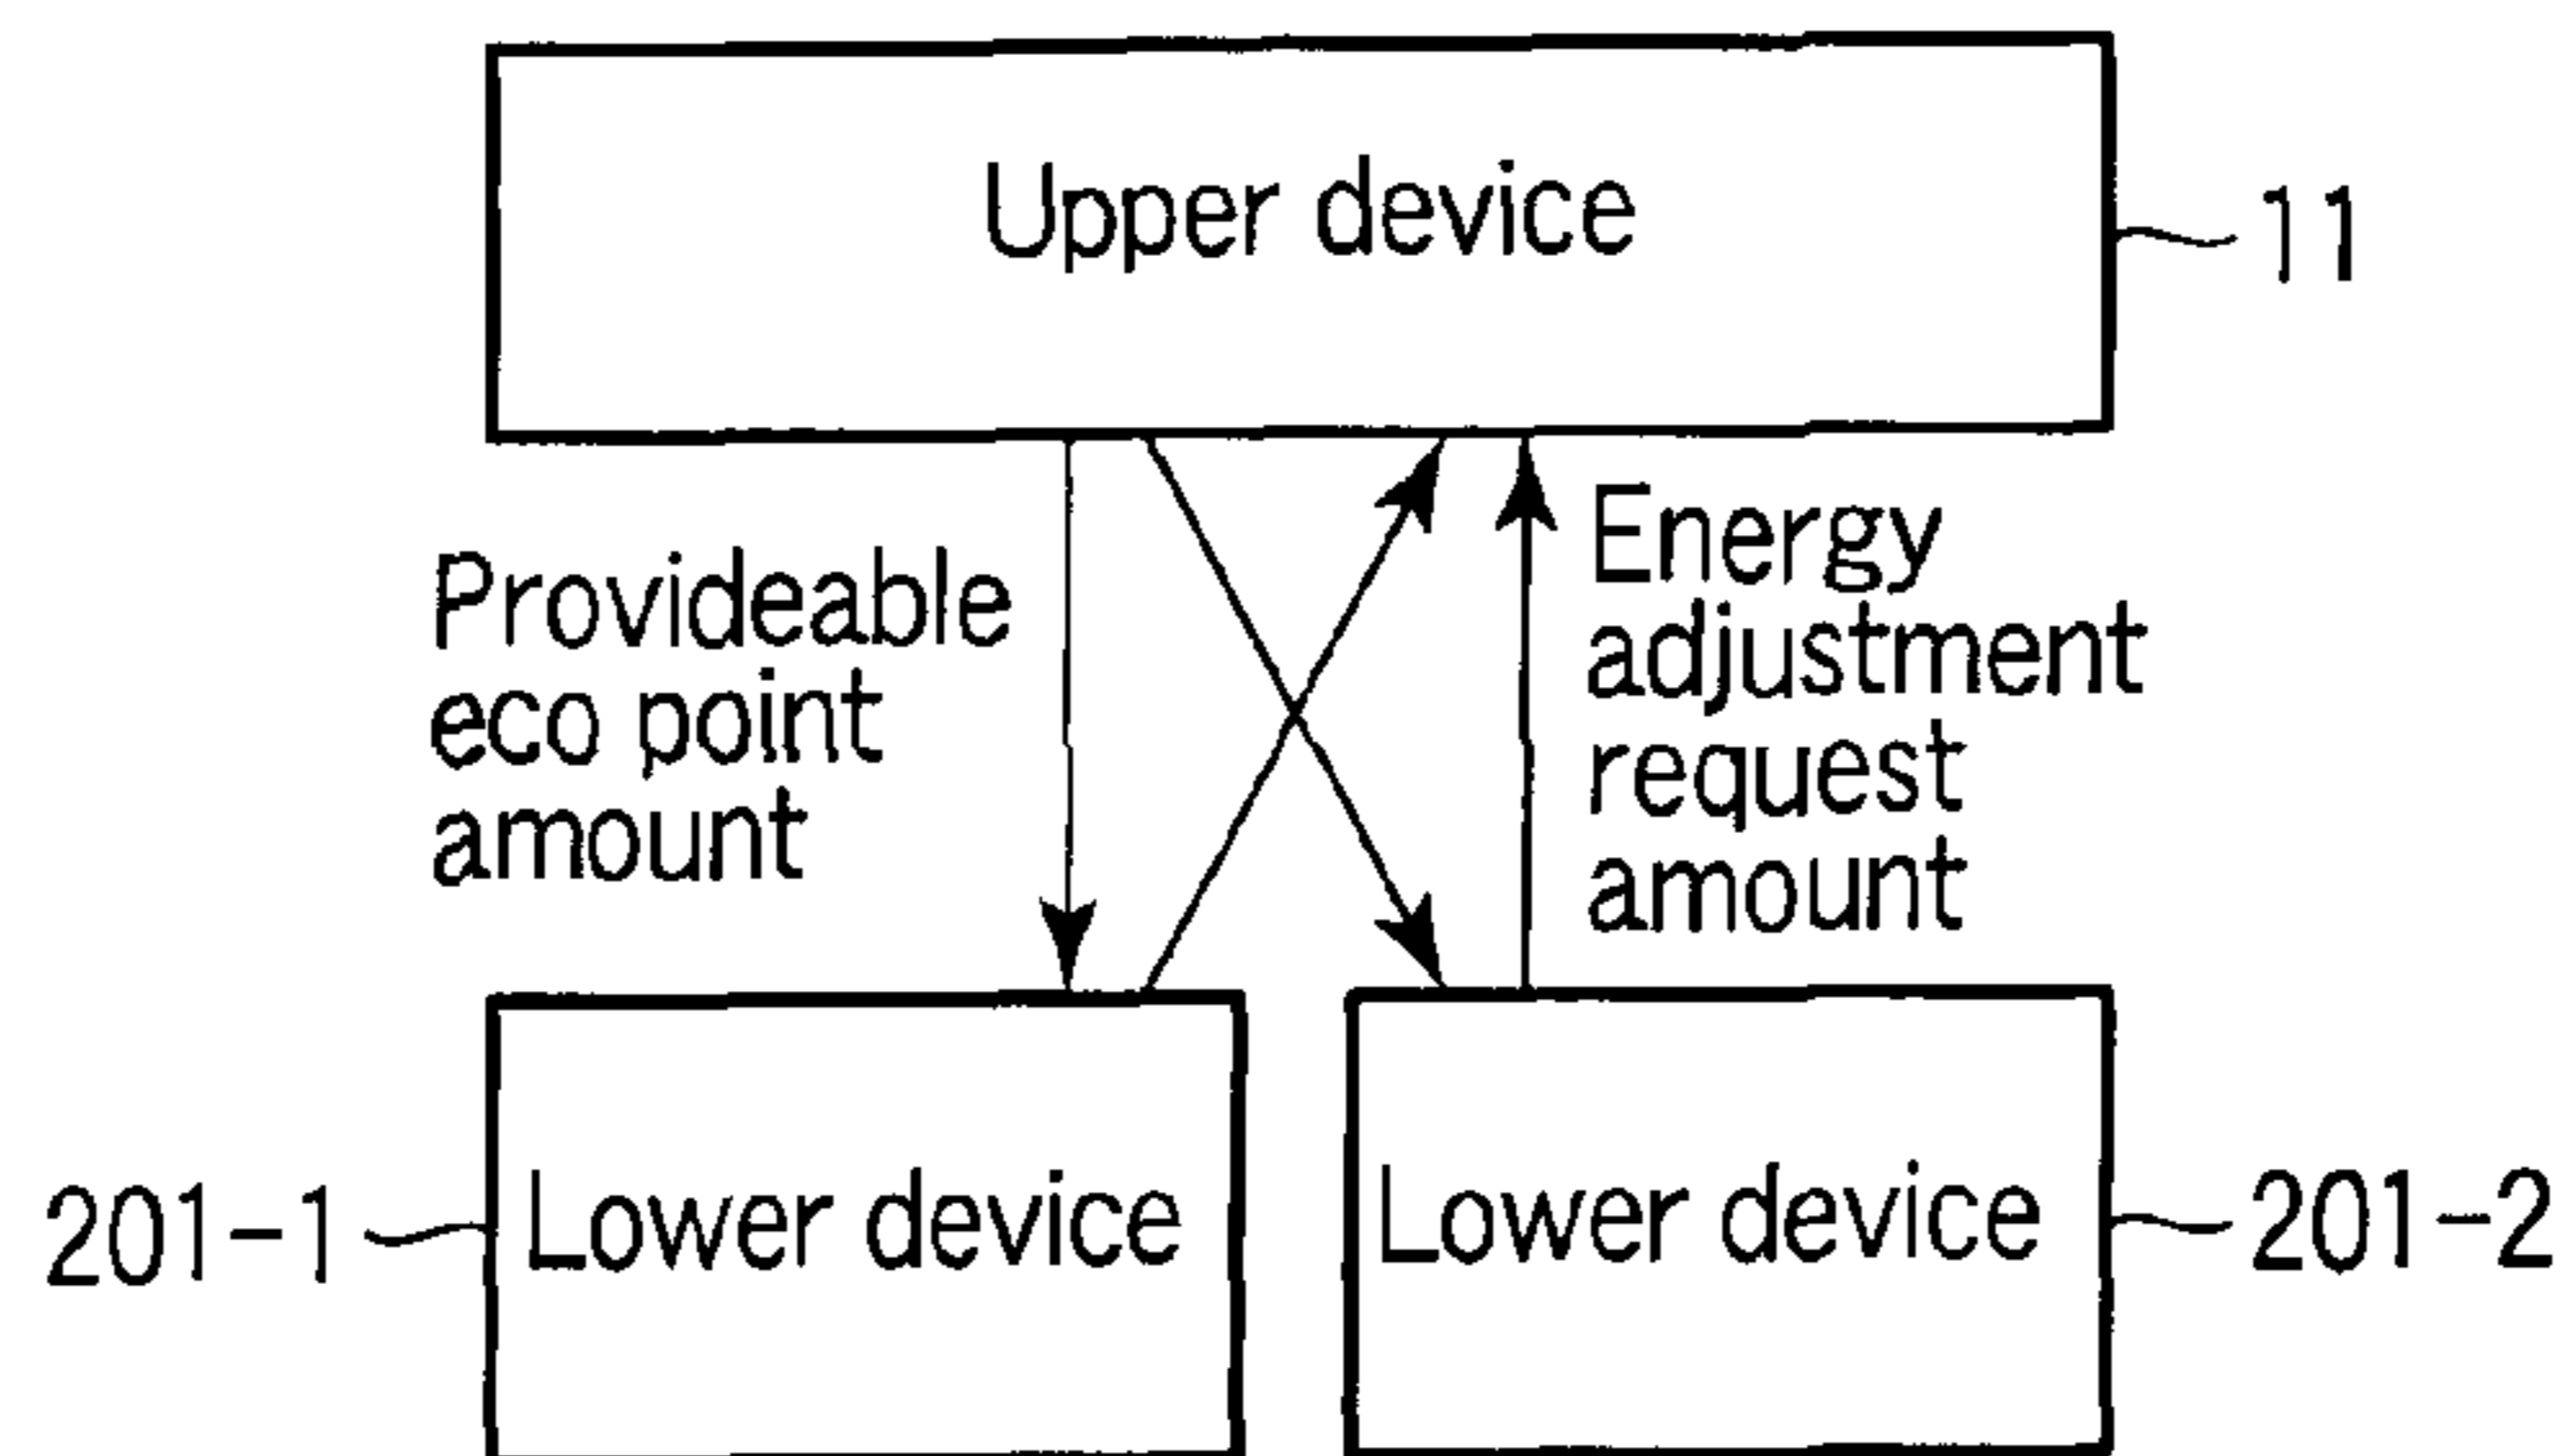 Upper device
11
Provideable
eco point
amount
Energy
adjustment
request
amount
201-1
Lower device
Lower device
201-2